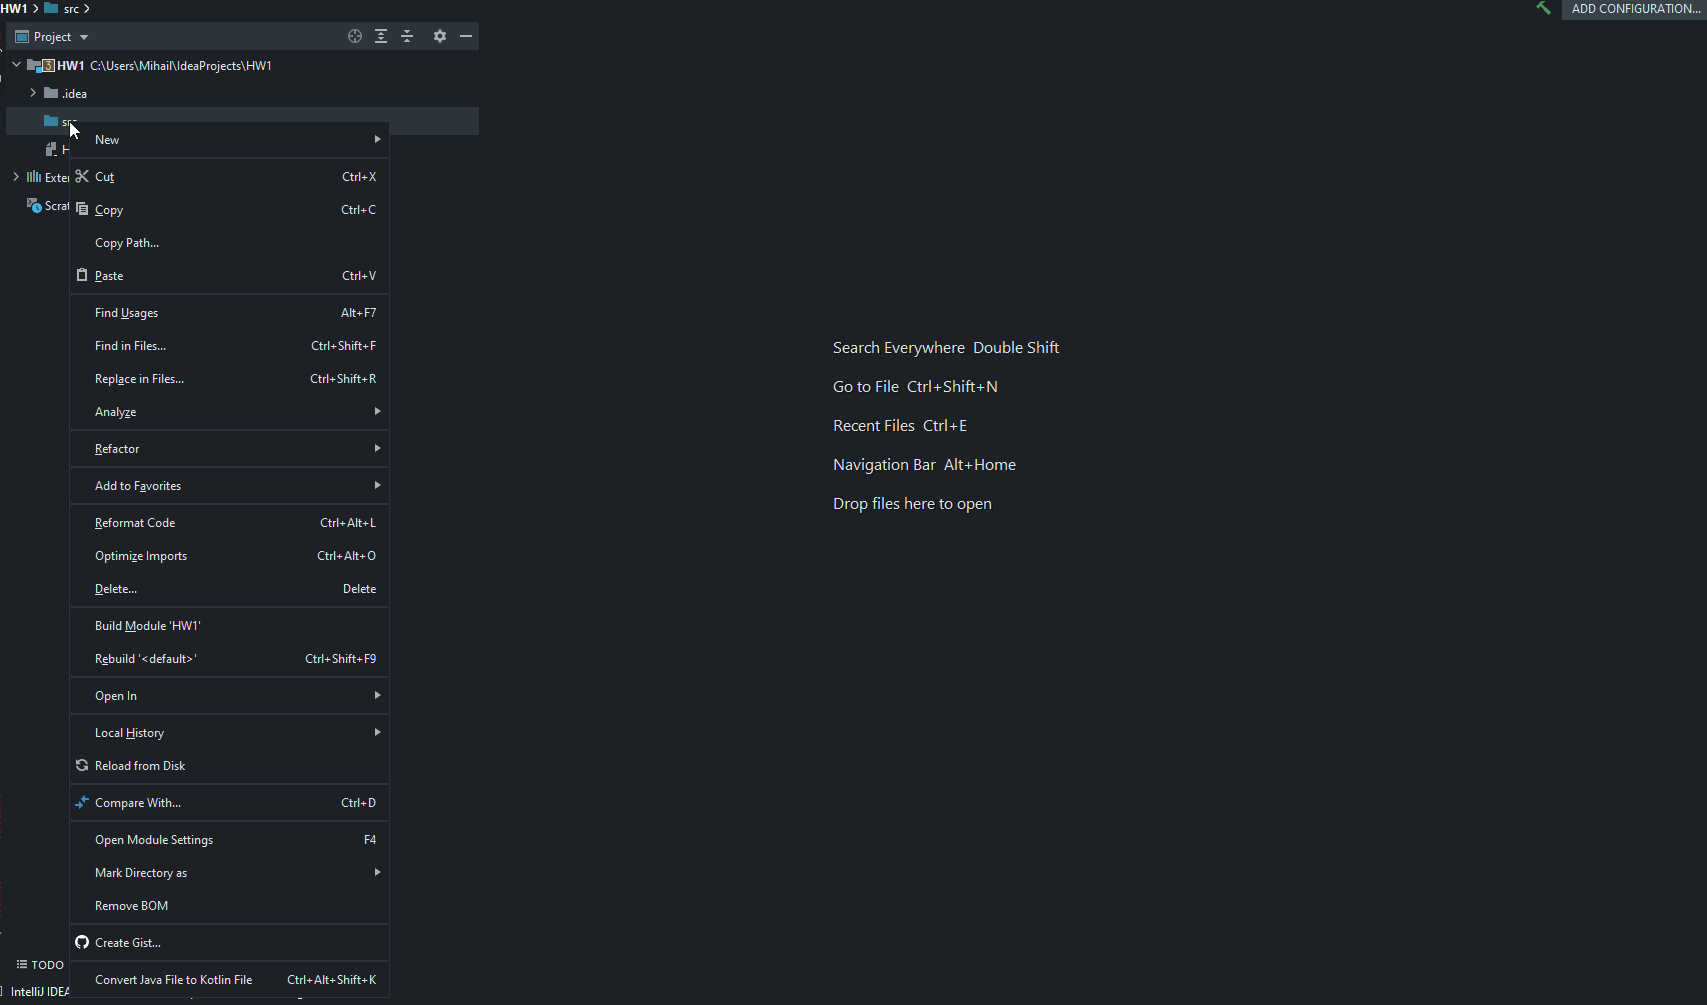 HW1 > src >
ADD CONFIGURATION...
Project
HW1 C:\Users\Mihail\IdeaProjects\HW1
.idea
New
Cut Ctrl+X
Copy Ctrl+C
Copy Path...
Paste Ctrl+V
Find Usages Alt+F7
Find in Files... Ctrl+Shift+F
Replace in Files... Ctrl+Shift+R
Analyze
Refactor
Add to Favorites
Reformat Code Ctrl+Alt+L
Optimize Imports Ctrl+Alt+O
Delete... Delete
Build Module 'HW1'
Rebuild '<default>' Ctrl+Shift+F9
Open In
Local History
Reload from Disk
Compare With... Ctrl+D
Open Module Settings F4
Mark Directory as
Remove BOM
Create Gist...
Convert Java File to Kotlin File Ctrl+Alt+Shift+K
Search Everywhere Double Shift
Go to File Ctrl+Shift+N
Recent Files Ctrl+E
Navigation Bar Alt+Home
Drop files here to open
TODO
IntelliJ IDEA